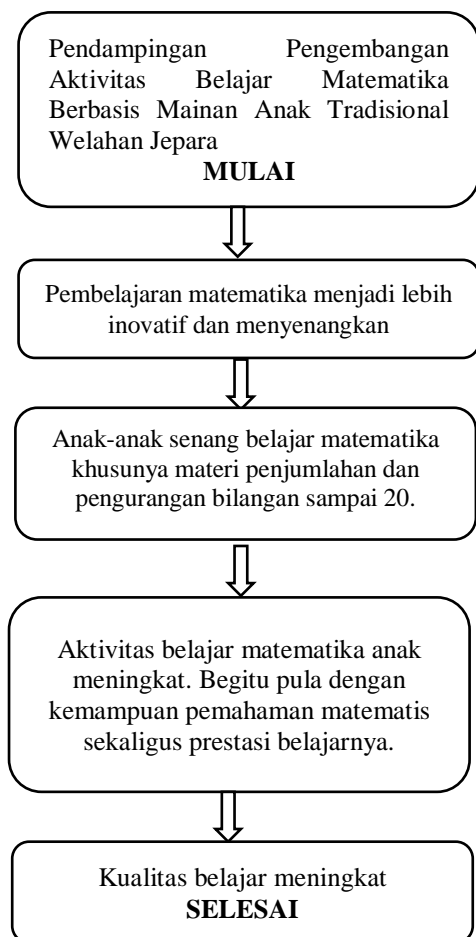 Pendampingan Pengembangan
Aktivitas Belajar Matematika
Berbasis Mainan Anak Tradisional
Welahan Jepara
MULAI
Pembelajaran matematika menjadi lebih
inovatif dan menyenangkan
Anak-anak senang belajar matematika
khusunya materi penjumlahan dan
pengurangan bilangan sampai 20.
Aktivitas belajar matematika anak
meningkat. Begitu pula dengan
kemampuan pemahaman matematis
sekaligus prestasi belajarnya.
Kualitas belajar meningkat
SELESAI